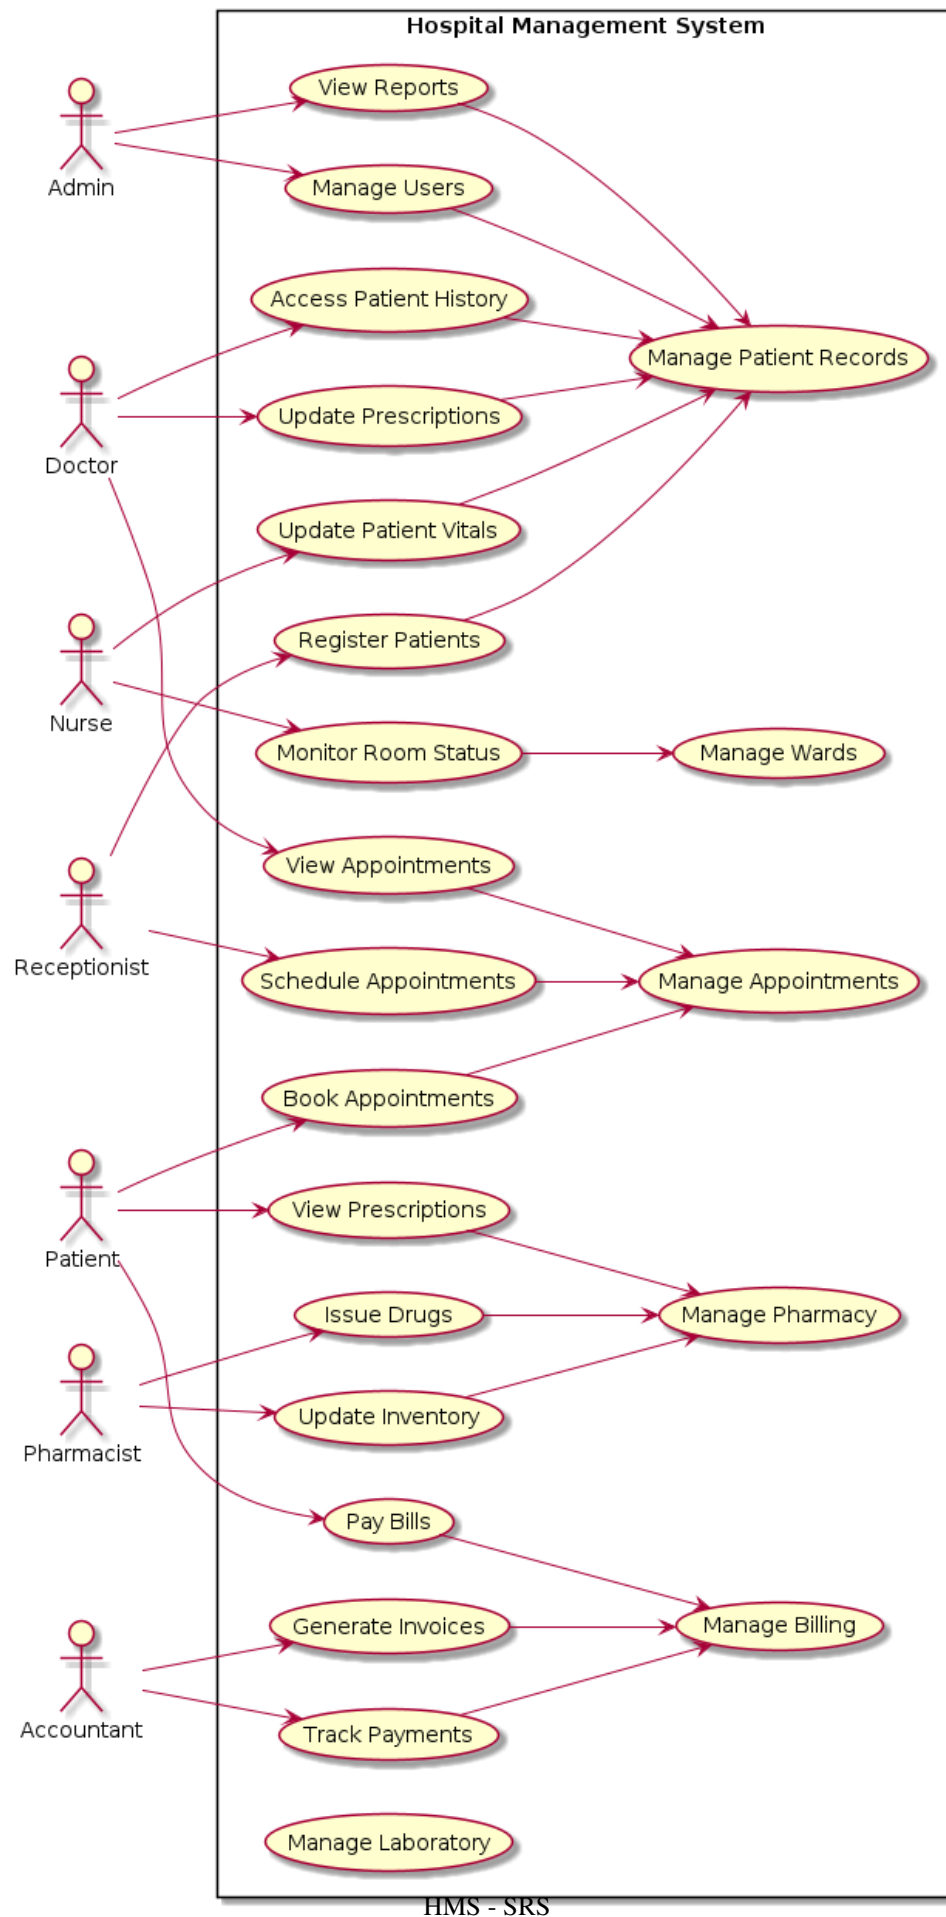 Hospital Management System
View Reports
Admin
Manage Users
Access Patient History
Manage Patient Records
Update Prescriptions
Doctor
Update Patient Vitals
Register Patients
Nurse
Monitor Room Status
Manage Wards
View Appointments
Receptionist
Schedule Appointments
Manage Appointments
Book Appointments
View Prescriptions
Patient
Issue Drugs
Manage Pharmacy
Update Inventory
Pharmacist
Pay Bills
Generate Invoices
Manage Billing
Track Payments
Accountant
Manage Laboratory
HMS - SRS